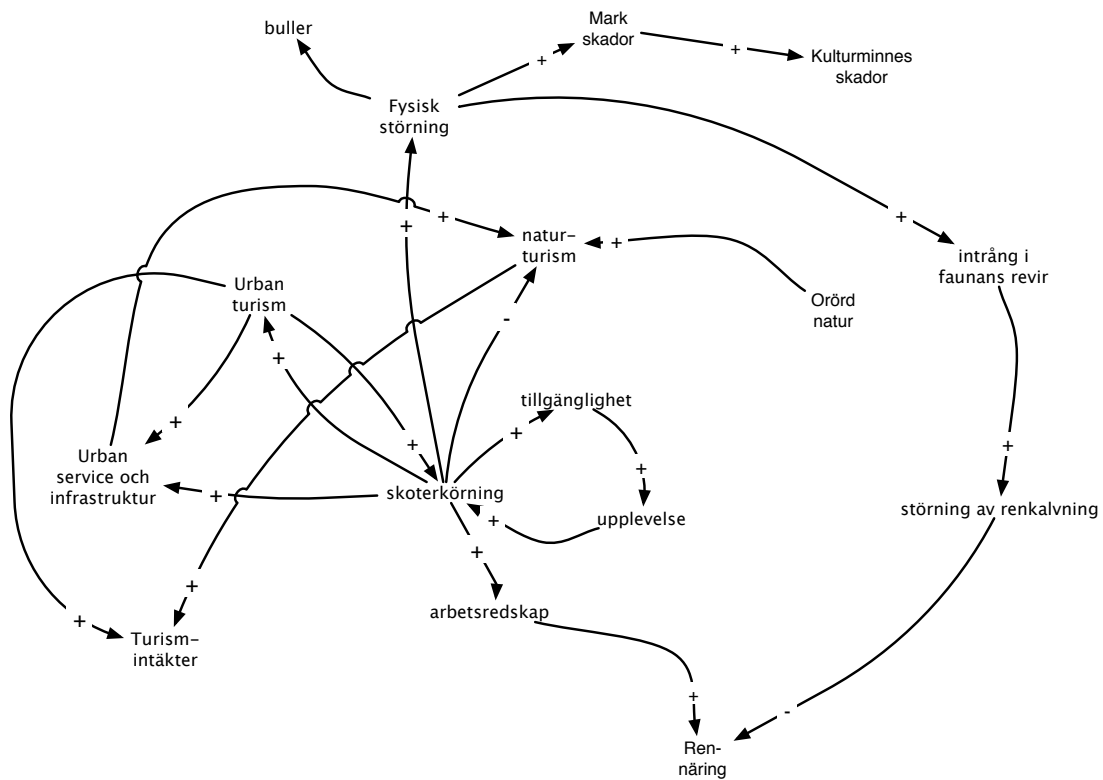 buller
Mark
skador
+
+
Kulturminnes
skador
Fysisk
störning
+
+
+
natur-
turism
+
intrång i
faunans revir
Urban
turism
Orörd
natur
-
+
tillgänglighet
+
+
+
+
Urban
service och
infrastruktur
+
+
skoterkörning
+
upplevelse
störning av renkalvning
+
+
arbetsredskap
+
Turism-
intäkter
+
-
Ren-
näring